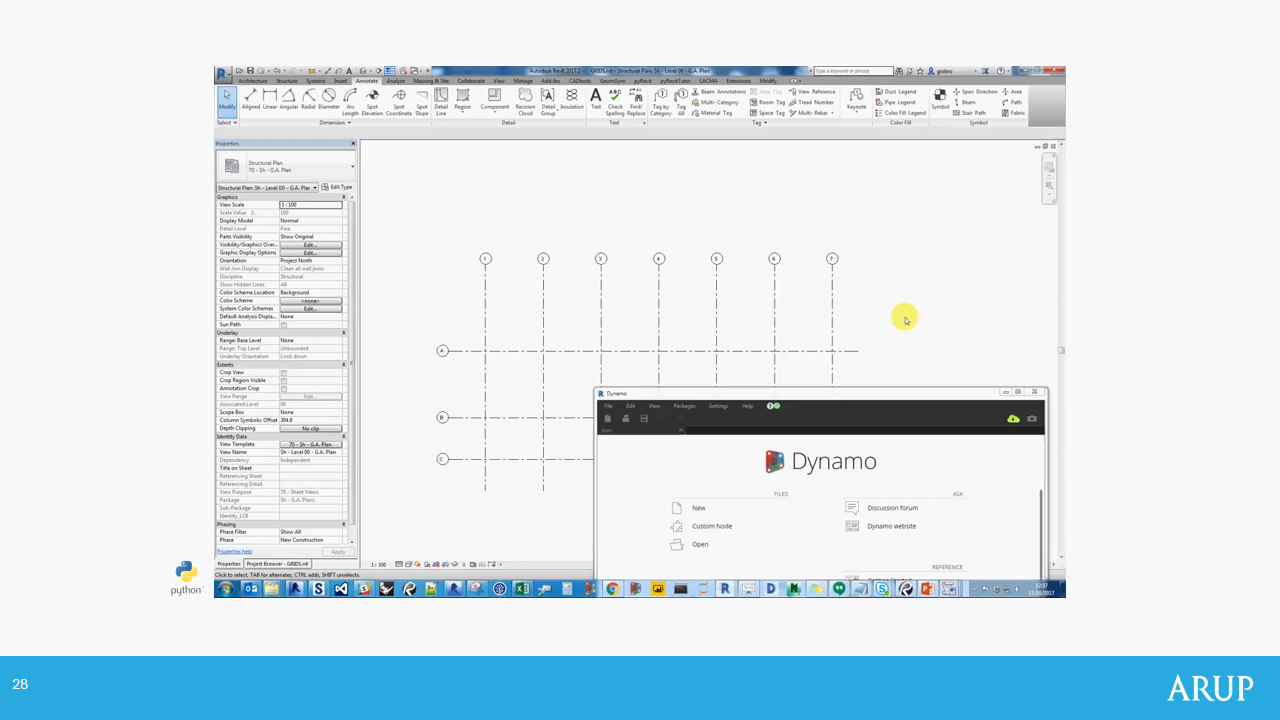 Autodesk Revit 2017.2 - GRIDS.rvt - Structural Plan: Sh - Level 00 - G.A. Plan
Type a keyword or phrase
giobro
Architecture Structure Systems Insert Annotate Analyze Massing & Site Collaborate View Manage Add-Ins CADtools GeomGym pyRevit pyRevitTutor LACMA Extensions Modify
Modify Aligned Linear Angular Radial Diameter Arc Length Spot Elevation Spot Coordinate Spot Slope Detail Line Region Component Revision Cloud Detail Group Insulation Text Check Spelling Find/ Replace Tag by Category Tag All Beam Annotations Multi- Category Material Tag Area Tag Room Tag Space Tag View Reference Tread Number Multi- Rebar Keynote Duct Legend Pipe Legend Color Fill Legend Symbol Span Direction Beam Stair Path Area Path Fabric
Select Dimension Detail Text Tag Color Fill Symbol
Properties
Structural Plan
70 - Sh - G.A. Plan
Structural Plan: Sh - Level 00 - G.A. Plan
Edit Type
Graphics
View Scale 1 : 100
Scale Value 1: 100
Display Model Normal
Detail Level Fine
Parts Visibility Show Original
Visibility/Graphics Over... Edit...
Graphic Display Options Edit...
Orientation Project North
Wall Join Display Clean all wall joins
Discipline Structural
Show Hidden Lines All
Color Scheme Location Background
Color Scheme <none>
System Color Schemes Edit...
Default Analysis Displa... None
Sun Path
Underlay
Range: Base Level None
Range: Top Level Unbounded
Underlay Orientation Look down
Extents
Crop View
Crop Region Visible
Annotation Crop
View Range Edit...
Associated Level 00
Scope Box None
Column Symbolic Offset 304.8
Depth Clipping No clip
Identity Data
View Template 70 - Sh - G.A. Plan
View Name Sh - Level 00 - G.A. Plan
Dependency Independent
Title on Sheet
Referencing Sheet
Referencing Detail
View Purpose 70 - Sheet Views
Package Sh - G.A. Plans
Sub-Package
Identity_LOI
Phasing
Phase Filter Show All
Phase New Construction
Properties help
Apply
Properties Project Browser - GRIDS.rvt
Click to select, TAB for alternates, CTRL adds, SHIFT unselects.
1 : 100
1 2 3 4 5 6 7
A
B
C
Dynamo
File Edit View Packages Settings Help
Dynamo
FILES
New
Custom Node
Open
ASK
Discussion forum
Dynamo website
REFERENCE
12:57
17/10/2017
python
28
ARUP